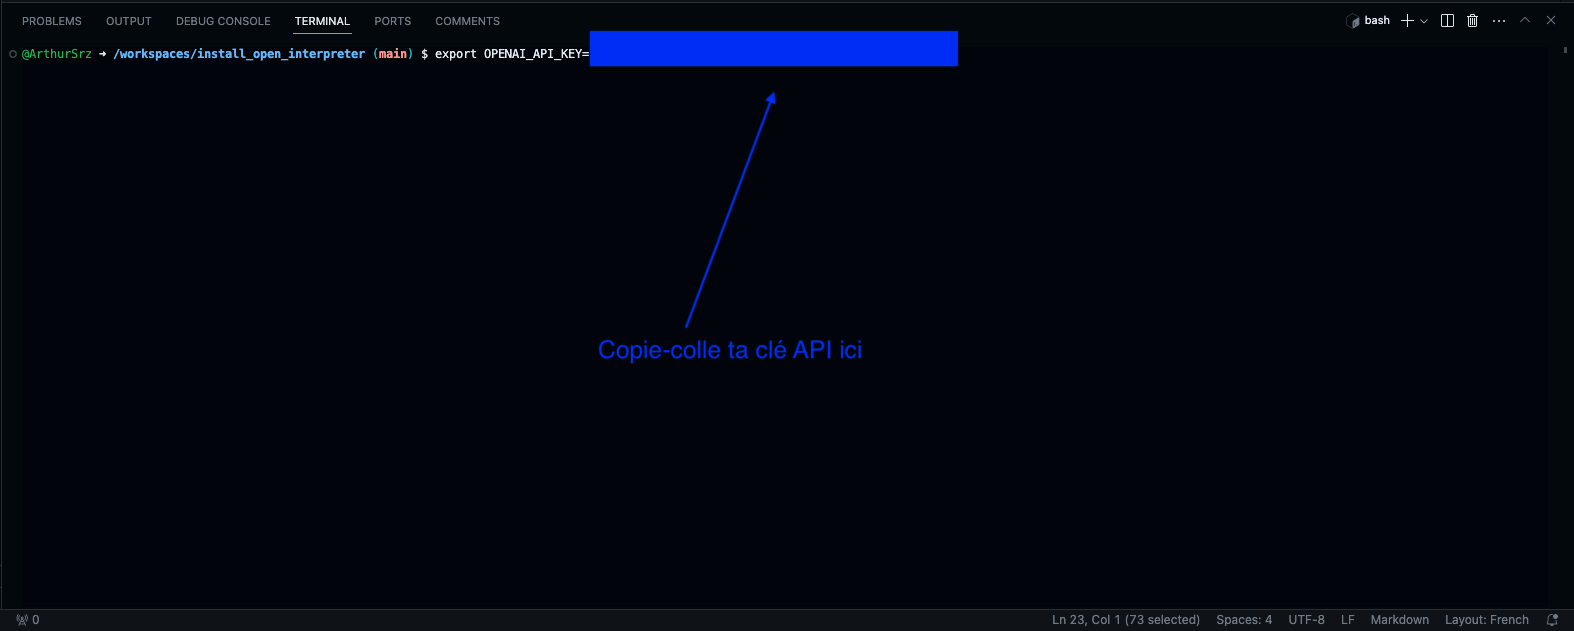 PROBLEMS OUTPUT DEBUG CONSOLE TERMINAL PORTS COMMENTS bash
@ArthurSrz ➜ /workspaces/install_open_interpreter (main) $ export OPENAI_API_KEY=
Copie-colle ta clé API ici
0 Ln 23, Col 1 (73 selected) Spaces: 4 UTF-8 LF Markdown Layout: French